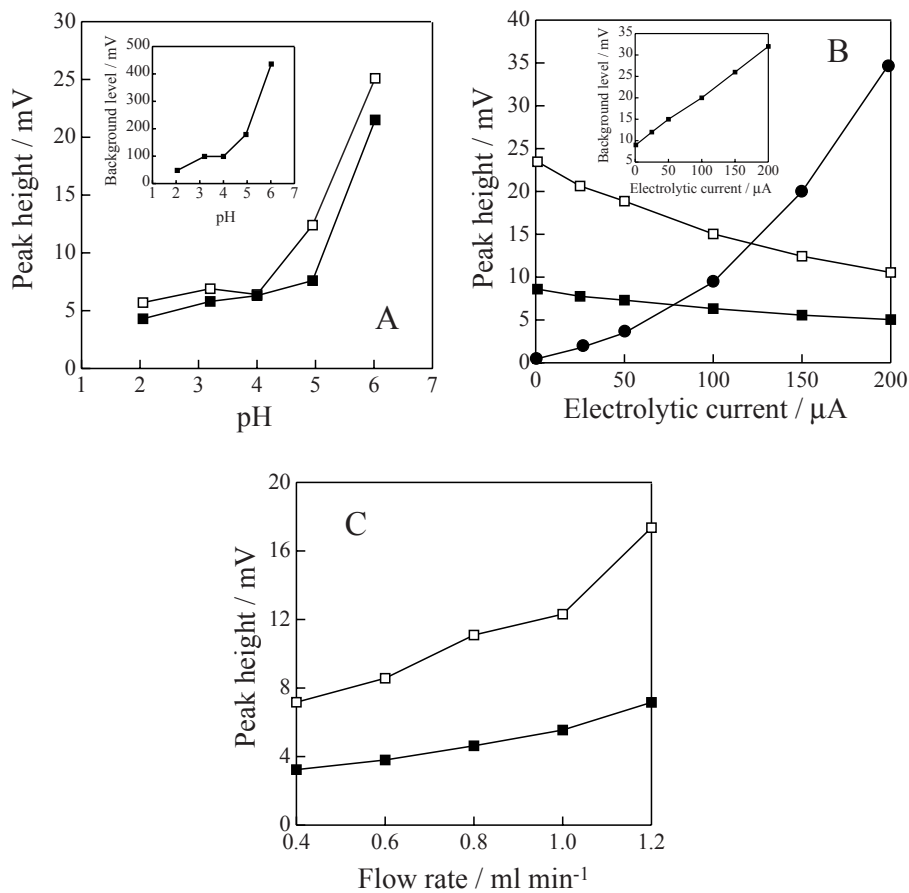 A
Peak height / mV
30
25
20
15
10
5
0
1 2 3 4 5 6 7
pH
Background level / mV
500
400
300
200
100
0
1 2 3 4 5 6 7
pH
B
Peak height / mV
40
35
30
25
20
15
10
5
0
0 50 100 150 200
Electrolytic current / μA
Background level / mV
35
30
25
20
15
10
5
0 50 100 150 200
Electrolytic current / μA
C
Peak height / mV
20
16
12
8
4
0
0.4 0.6 0.8 1.0 1.2
Flow rate / ml min⁻¹